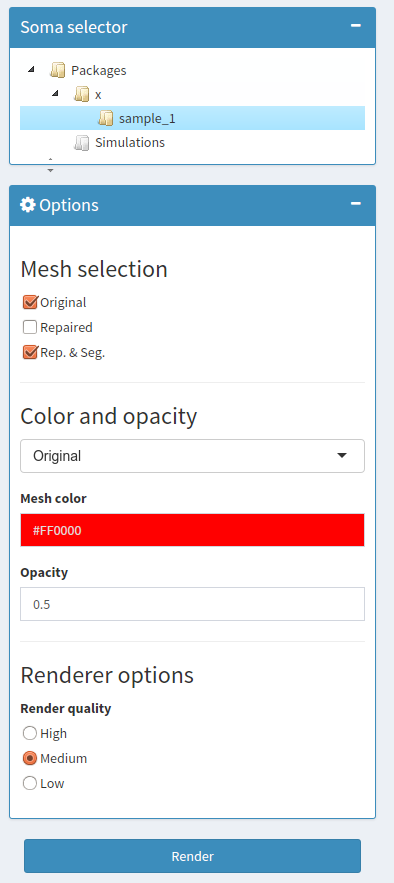 Soma selector
Packages
x
sample_1
Simulations
Options
Mesh selection
Original
Repaired
Rep. & Seg.
Color and opacity
Original
Mesh color
#FF0000
Opacity
0.5
Renderer options
Render quality
High
Medium
Low
Render